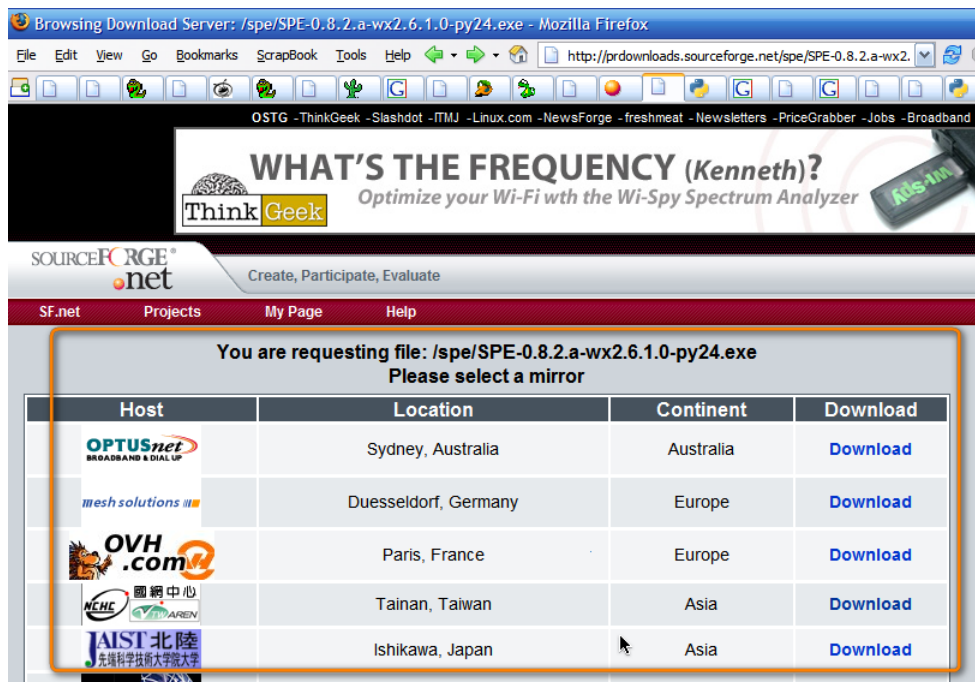 Browsing Download Server: /spe/SPE-0.8.2.a-wx2.6.1.0-py24.exe - Mozilla Firefox
File Edit View Go Bookmarks ScrapBook Tools Help http://prdownloads.sourceforge.net/spe/SPE-0.8.2.a-wx2.
OSTG -ThinkGeek -Slashdot -ITMJ -Linux.com -NewsForge -freshmeat -Newsletters -PriceGrabber -Jobs -Broadband
WHAT'S THE FREQUENCY (Kenneth)?
Optimize your Wi-Fi wth the Wi-Spy Spectrum Analyzer
Think Geek
wi-spy
SOURCEFORGE®
.net
Create, Participate, Evaluate
SF.net Projects My Page Help
You are requesting file: /spe/SPE-0.8.2.a-wx2.6.1.0-py24.exe
Please select a mirror
Host Location Continent Download
OPTUSnet
BROADBAND & DIAL UP
Sydney, Australia Australia Download
mesh solutions Duesseldorf, Germany Europe Download
OVH
.com
Paris, France Europe Download
NCHC 國網中心
TWAREN
Tainan, Taiwan Asia Download
JAIST 北陸
先端科学技術大学院大学
Ishikawa, Japan Asia Download